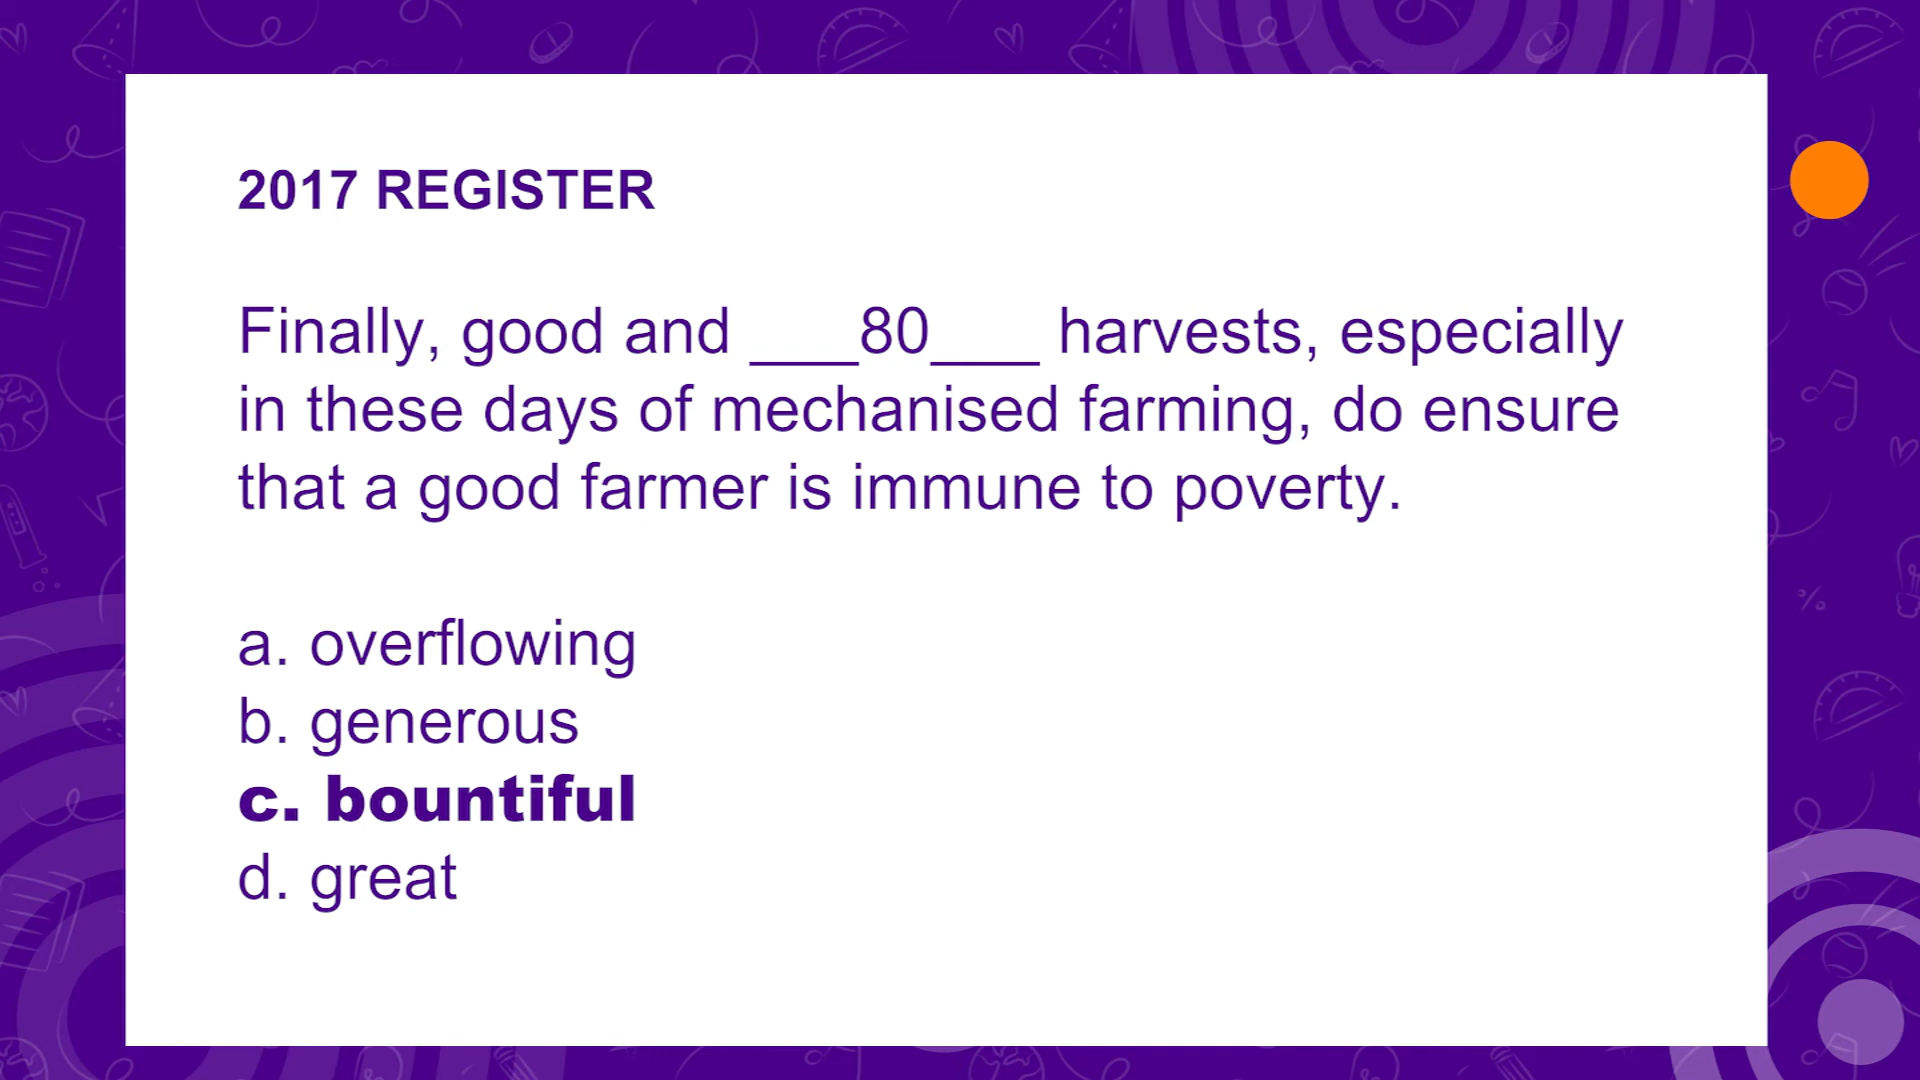 2017 REGISTER
Finally, good and ___80___ harvests, especially
in these days of mechanised farming, do ensure
that a good farmer is immune to poverty.
a. overflowing
b. generous
c. bountiful
d. great